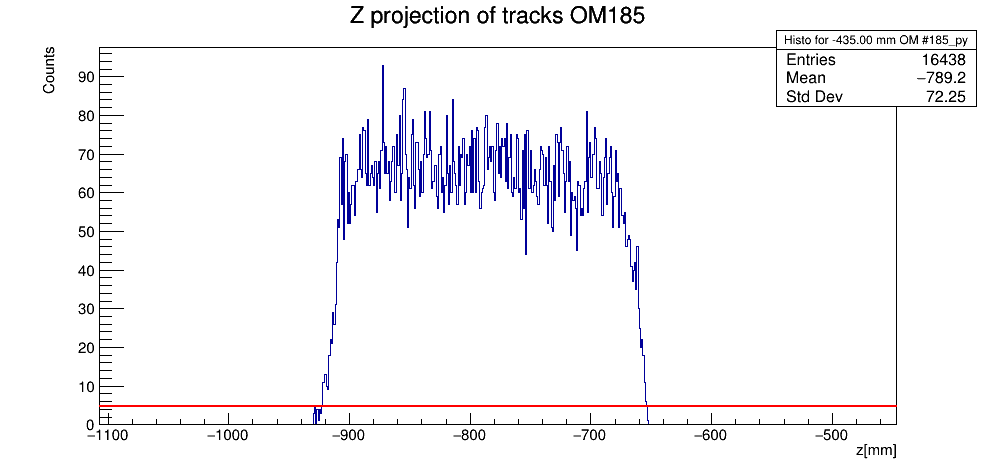 Z projection of tracks OM185
Histo for -435.00 mm OM #185_py
Entries 16438
Mean −789.2
Std Dev 72.25
Counts
90
80
70
60
50
40
30
20
10
0
−1100 −1000 −900 −800 −700 −600 −500
z[mm]